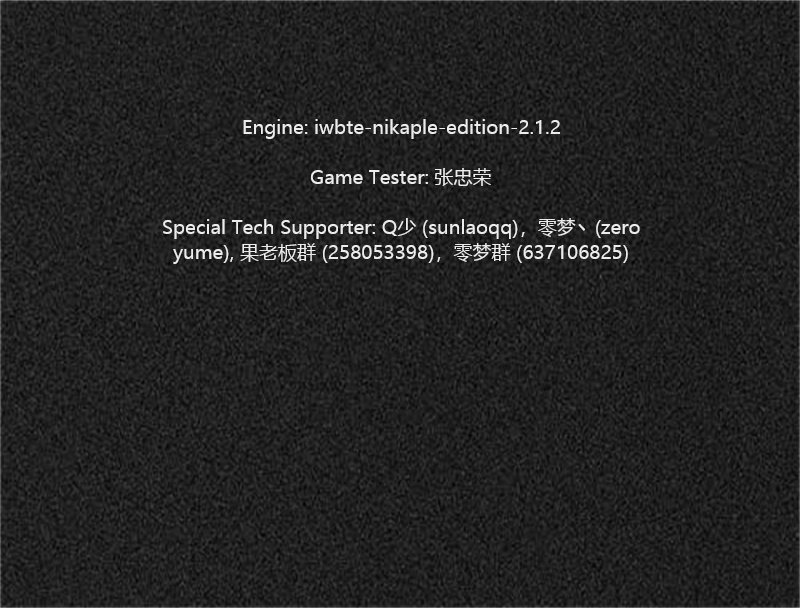 Engine: iwbte-nikaple-edition-2.1.2
Game Tester: 张忠荣
Special Tech Supporter: Q少 (sunlaoqq)，零梦丶(zero
yume), 果老板群 (258053398)，零梦群 (637106825)